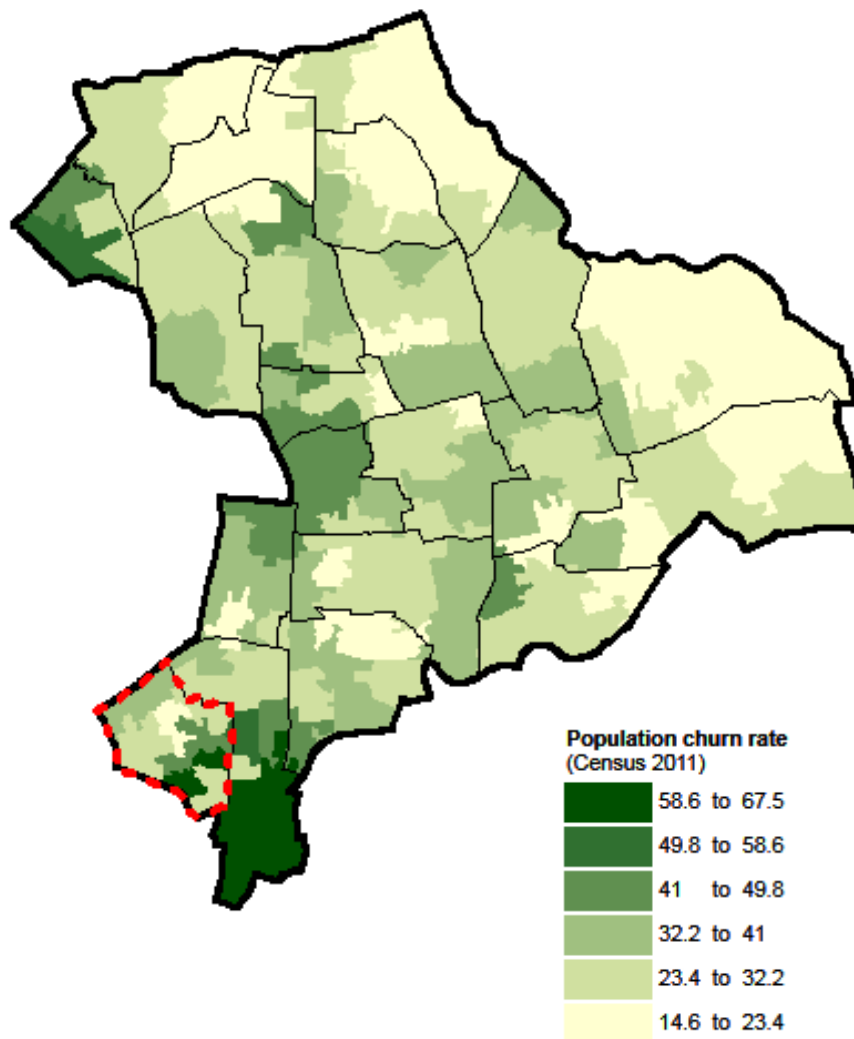 Population churn rate
(Census 2011)
58.6 to 67.5
49.8 to 58.6
41 to 49.8
32.2 to 41
23.4 to 32.2
14.6 to 23.4